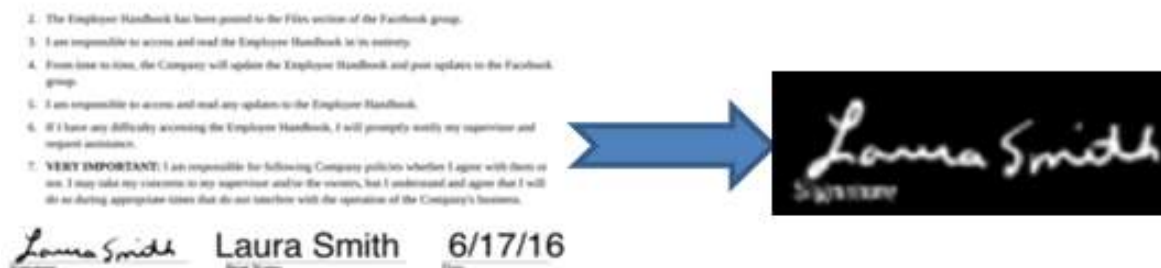 2. The Employee Handbook has been posted to the Files section of the Facebook group.
3. I am responsible to access and read the Employee Handbook in its entirety.
4. From time to time, the Company will update the Employee Handbook and post updates to the Facebook
group.
5. I am responsible to access and read any updates to the Employee Handbook.
6. If I have any difficulty accessing the Employee Handbook, I will promptly notify my supervisor and
request assistance.
7. VERY IMPORTANT: I am responsible for following Company policies whether I agree with them or
not. I may take my concerns to my supervisor and/or the owners, but I understand and agree that I will
do so during appropriate times that do not interfere with the operation of the Company's business.
Laura Smith Laura Smith 6/17/16
Laura Smith
Signature